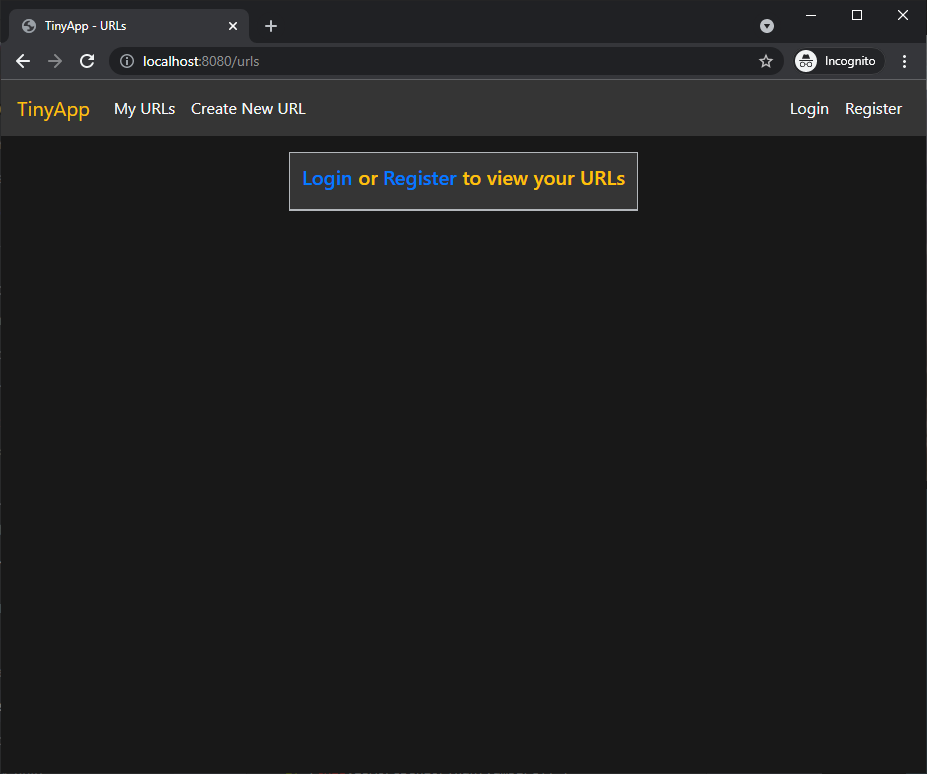 TinyApp - URLs
localhost:8080/urls
Incognito
TinyApp My URLs Create New URL Login Register
Login or Register to view your URLs